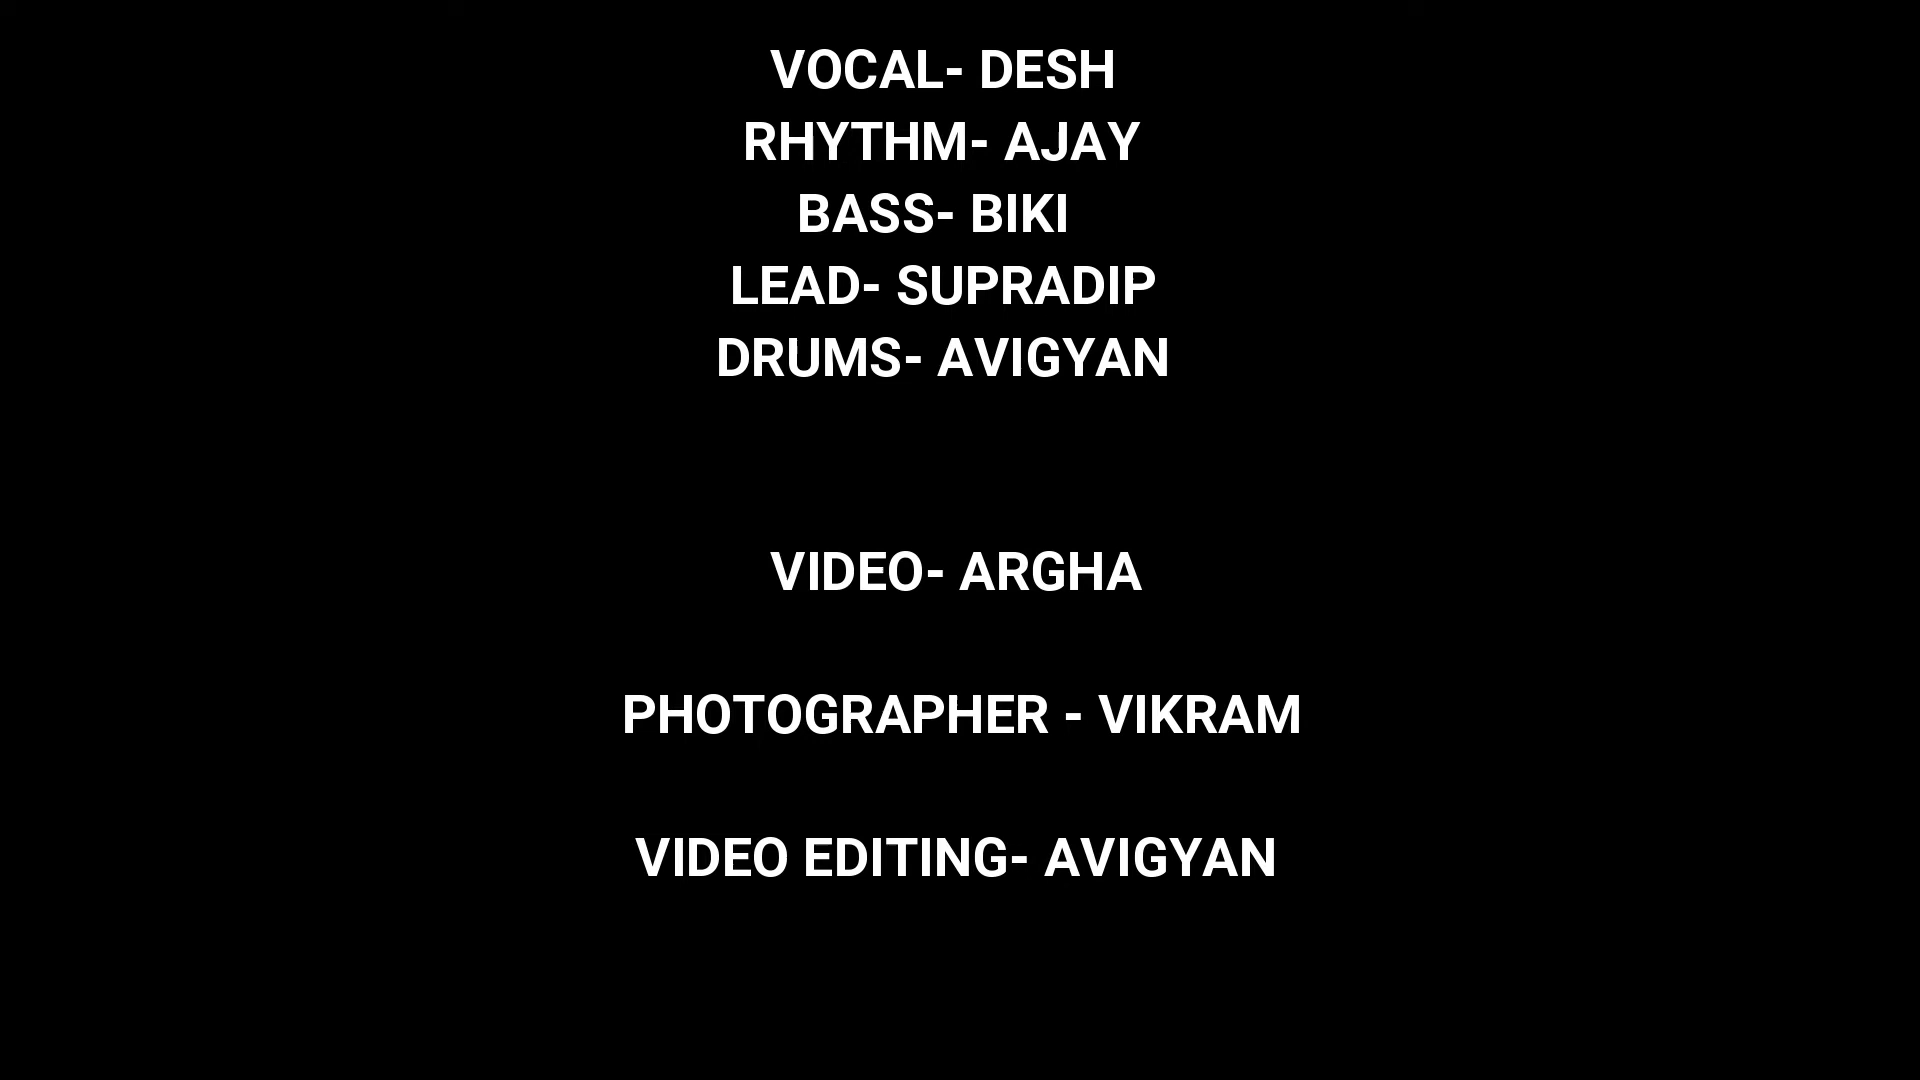 VOCAL- DESH
RHYTHM- AJAY
BASS- BIKI
LEAD- SUPRADIP
DRUMS- AVIGYAN
VIDEO- ARGHA
PHOTOGRAPHER - VIKRAM
VIDEO EDITING- AVIGYAN